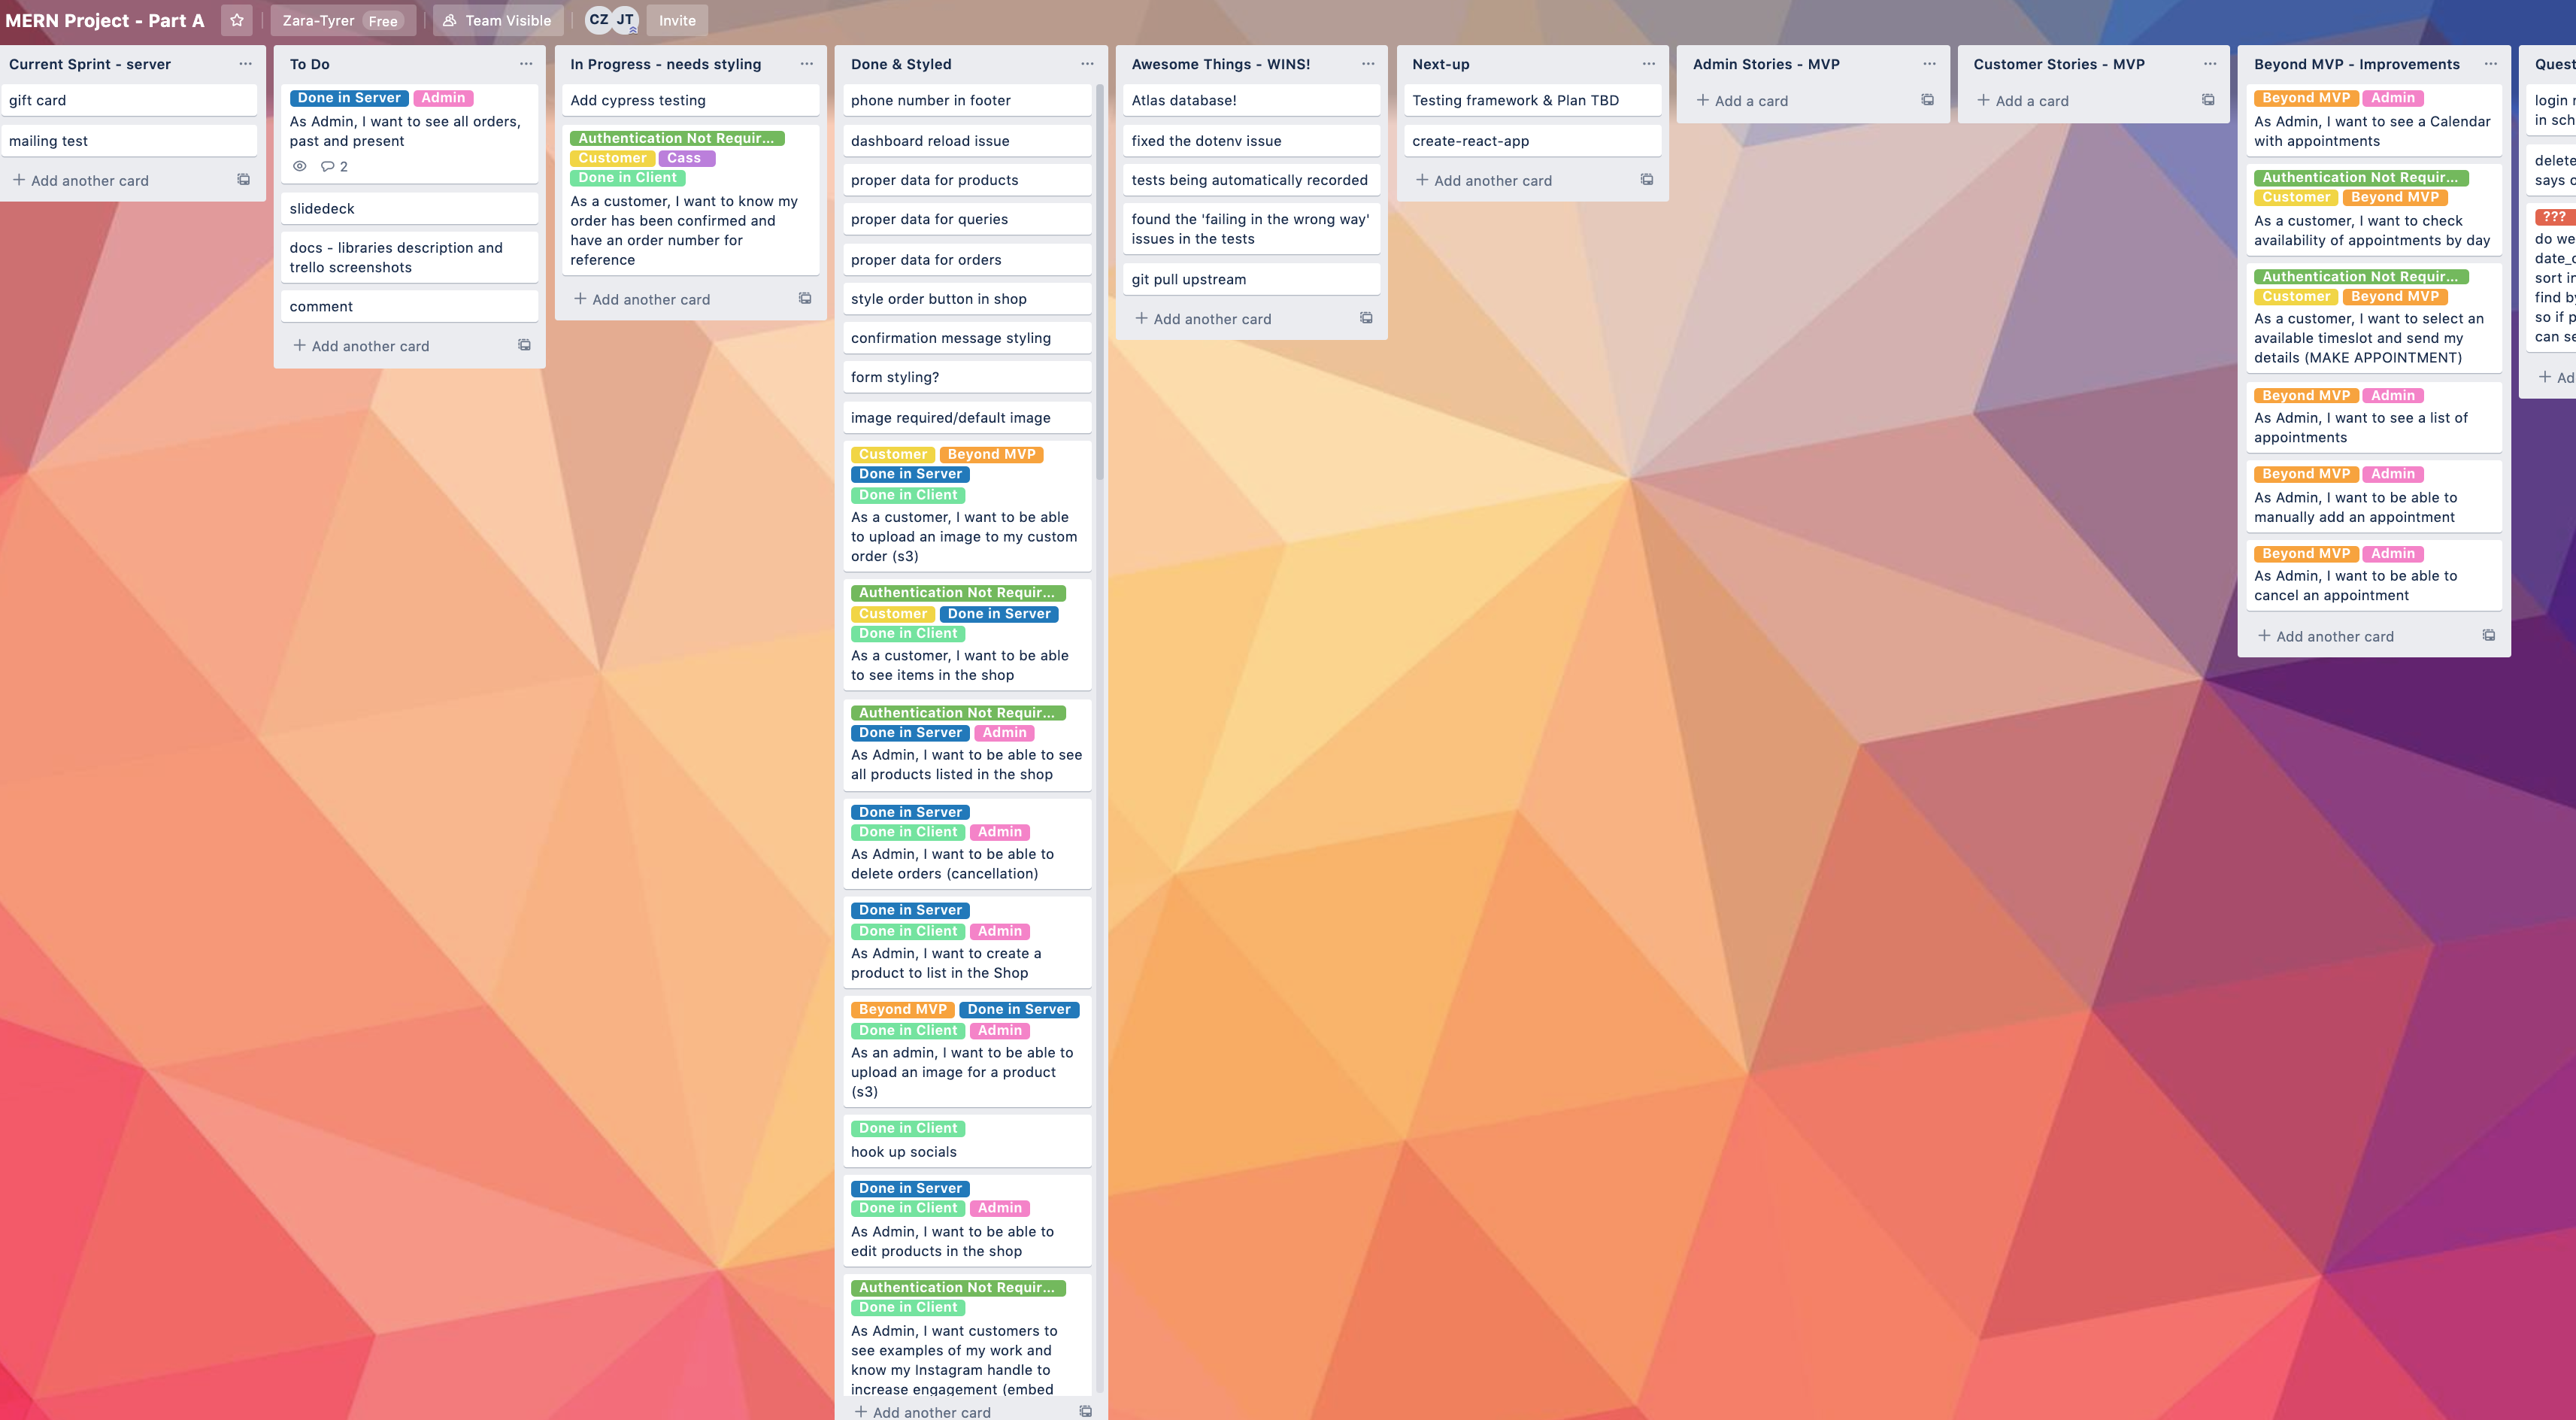 MERN Project - Part A
Zara-Tyrer Free
Team Visible
CZ JT
Invite
Current Sprint - server
gift card
mailing test
Add another card
To Do
Done in Server Admin
As Admin, I want to see all orders,
past and present
2
slidedeck
docs - libraries description and
trello screenshots
comment
Add another card
In Progress - needs styling
Add cypress testing
Authentication Not Requir...
Customer Cass
Done in Client
As a customer, I want to know my
order has been confirmed and
have an order number for
reference
Add another card
Done & Styled
phone number in footer
dashboard reload issue
proper data for products
proper data for queries
proper data for orders
style order button in shop
confirmation message styling
form styling?
image required/default image
Customer Beyond MVP
Done in Server
Done in Client
As a customer, I want to be able
to upload an image to my custom
order (s3)
Authentication Not Requir...
Customer Done in Server
Done in Client
As a customer, I want to be able
to see items in the shop
Authentication Not Requir...
Done in Server Admin
As Admin, I want to be able to see
all products listed in the shop
Done in Server
Done in Client Admin
As Admin, I want to be able to
delete orders (cancellation)
Done in Server
Done in Client Admin
As Admin, I want to create a
product to list in the Shop
Beyond MVP Done in Server
Done in Client Admin
As an admin, I want to be able to
upload an image for a product
(s3)
Done in Client
hook up socials
Done in Server
Done in Client Admin
As Admin, I want to be able to
edit products in the shop
Authentication Not Requir...
Done in Client
As Admin, I want customers to
see examples of my work and
know my Instagram handle to
increase engagement (embed
Add another card
Awesome Things - WINS!
Atlas database!
fixed the dotenv issue
tests being automatically recorded
found the 'failing in the wrong way'
issues in the tests
git pull upstream
Add another card
Next-up
Testing framework & Plan TBD
create-react-app
Add another card
Admin Stories - MVP
Add a card
Customer Stories - MVP
Add a card
Beyond MVP - Improvements
Beyond MVP Admin
As Admin, I want to see a Calendar
with appointments
Authentication Not Requir...
Customer Beyond MVP
As a customer, I want to check
availability of appointments by day
Authentication Not Requir...
Customer Beyond MVP
As a customer, I want to select an
available timeslot and send my
details (MAKE APPOINTMENT)
Beyond MVP Admin
As Admin, I want to see a list of
appointments
Beyond MVP Admin
As Admin, I want to be able to
manually add an appointment
Beyond MVP Admin
As Admin, I want to be able to
cancel an appointment
Add another card
Quest
login
in sch
delete
says
???
do we
date_
sort in
find by
so if p
can se
Ad